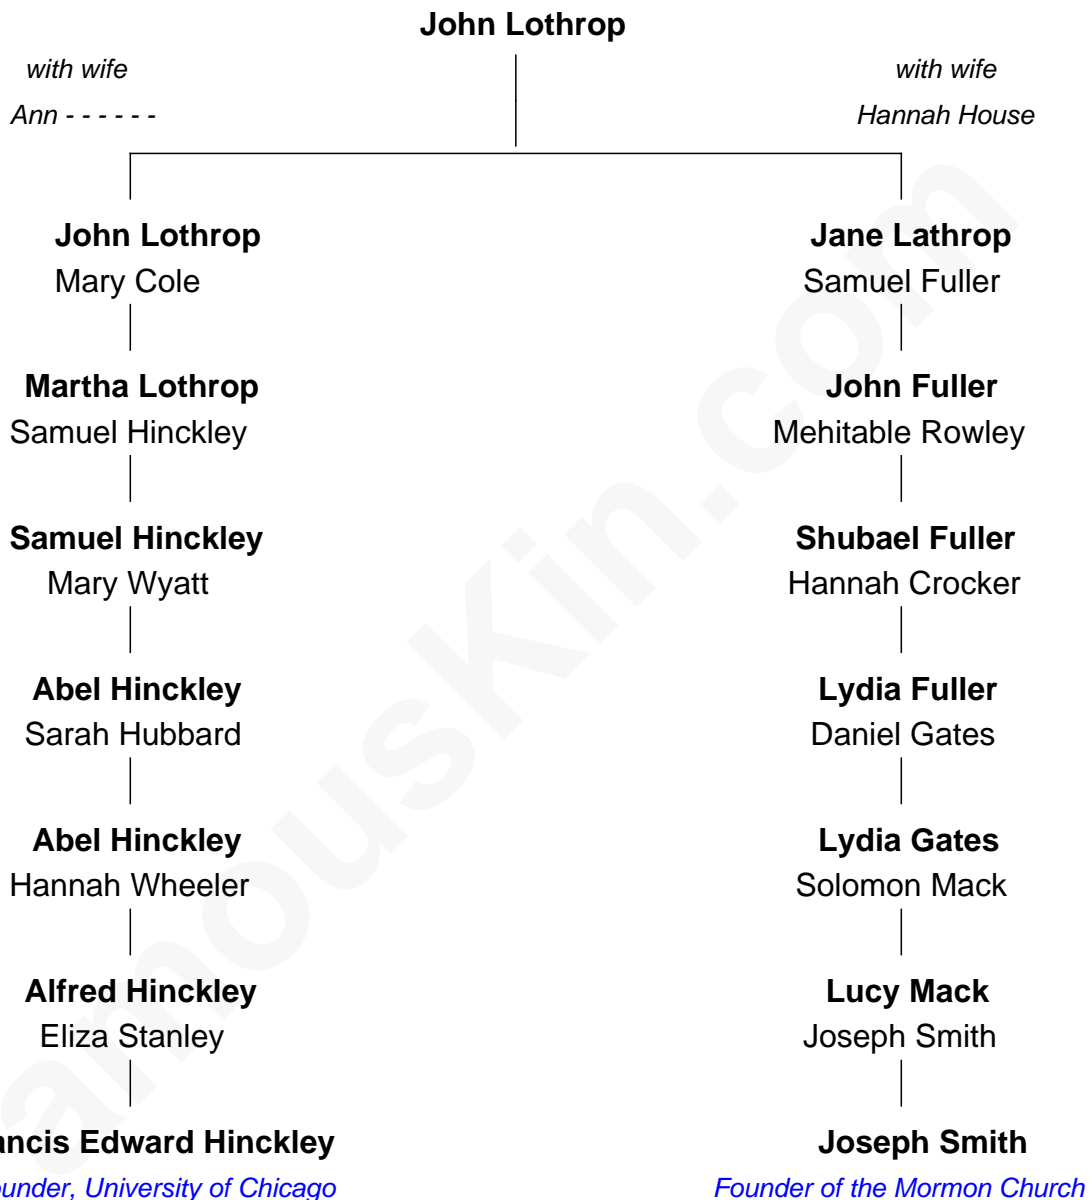 John Lothrop
with wife
with wife
Ann - - - - - -
Hannah House
John Lothrop
Jane Lathrop
Mary Cole
Samuel Fuller
Martha Lothrop
John Fuller
Samuel Hinckley
Mehitable Rowley
Samuel Hinckley
Shubael Fuller
Mary Wyatt
Hannah Crocker
Abel Hinckley
Lydia Fuller
Sarah Hubbard
Daniel Gates
Abel Hinckley
Lydia Gates
Hannah Wheeler
Solomon Mack
Alfred Hinckley
Lucy Mack
Eliza Stanley
Joseph Smith
ancis Edward Hinckley
Joseph Smith
ounder, University of Chicago
Founder of the Mormon Church
amousKin.com